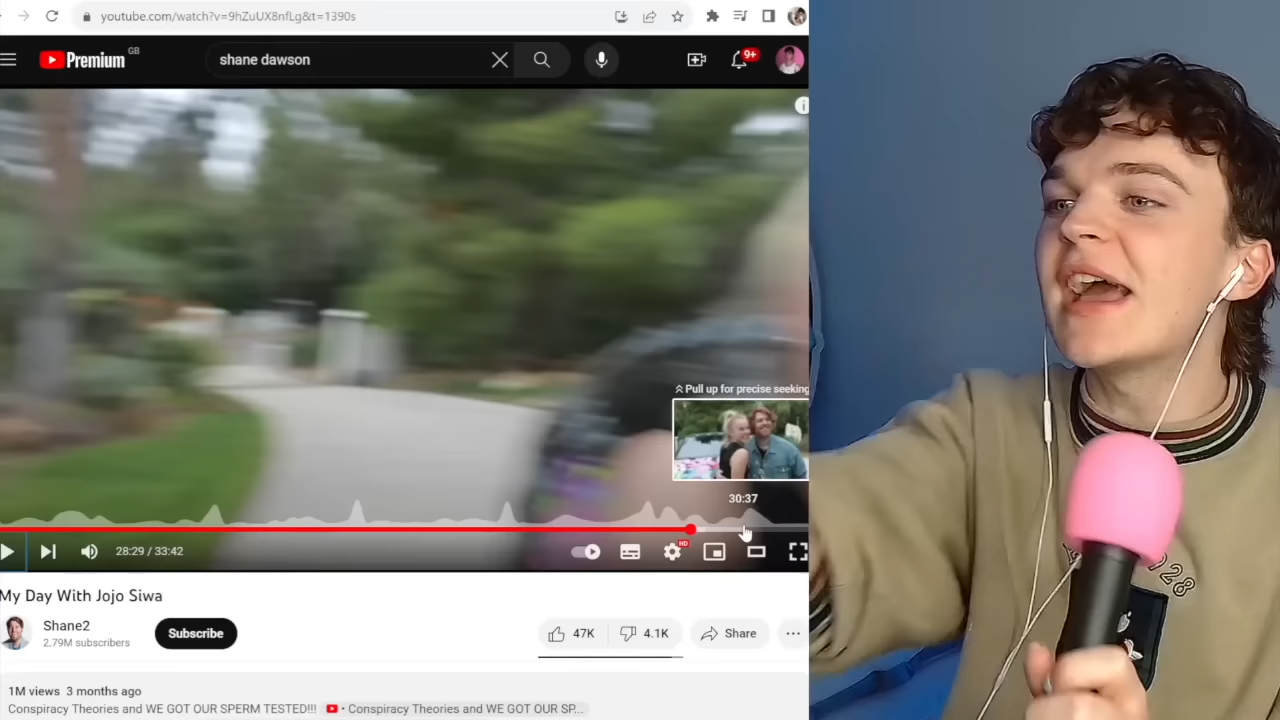 youtube.com/watch?v=9hZuUX8nfLg&t=1390s
Premium GB
shane dawson
9+
Pull up for precise seeking
30:37
28:29 / 33:42
HD
My Day With Jojo Siwa
Shane2
2.79M subscribers
Subscribe
47K
4.1K
Share
1M views 3 months ago
Conspiracy Theories and WE GOT OUR SPERM TESTED!!! • Conspiracy Theories and WE GOT OUR SP...